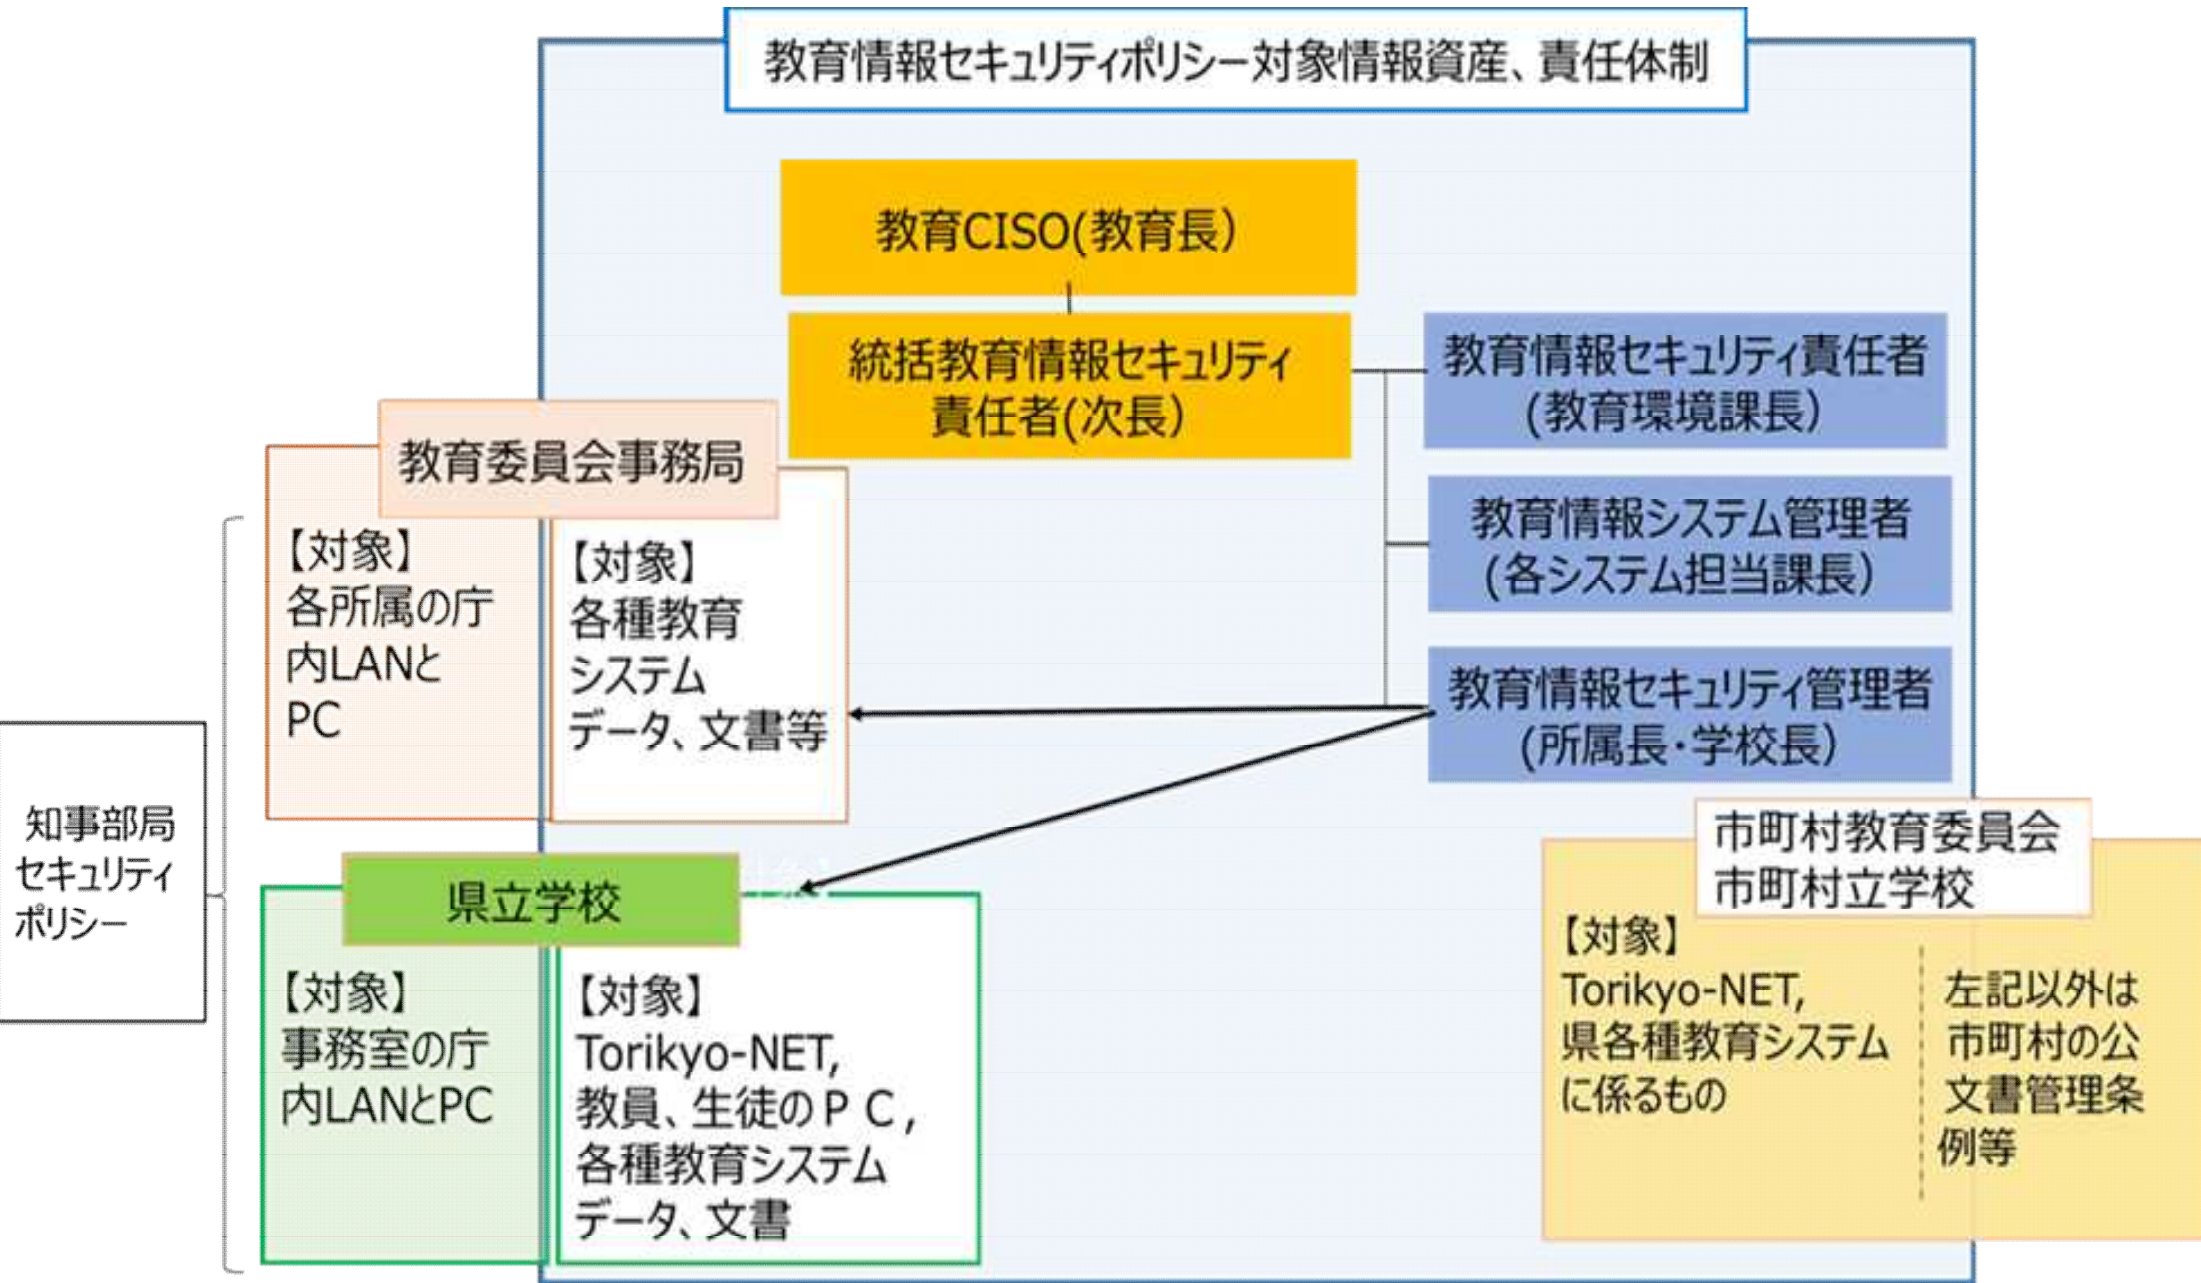 教育情報セキュリティポリシー対象情報資産、責任体制
教育CISO(教育長)
統括教育情報セキュリティ
責任者(次長)
教育情報セキュリティ責任者
(教育環境課長)
教育情報システム管理者
(各システム担当課長)
教育情報セキュリティ管理者
(所属長・学校長)
教育委員会事務局
【対象】
各所属の庁
内LANと
PC
【対象】
各種教育
システム
データ、文書等
知事部局
セキュリティ
ポリシー
県立学校
【対象】
事務室の庁
内LANとPC
【対象】
Torikyo-NET,
教員、生徒のPC,
各種教育システム
データ、文書
市町村教育委員会
市町村立学校
【対象】
Torikyo-NET,
県各種教育システム
に係るもの
左記以外は
市町村の公
文書管理条
例等